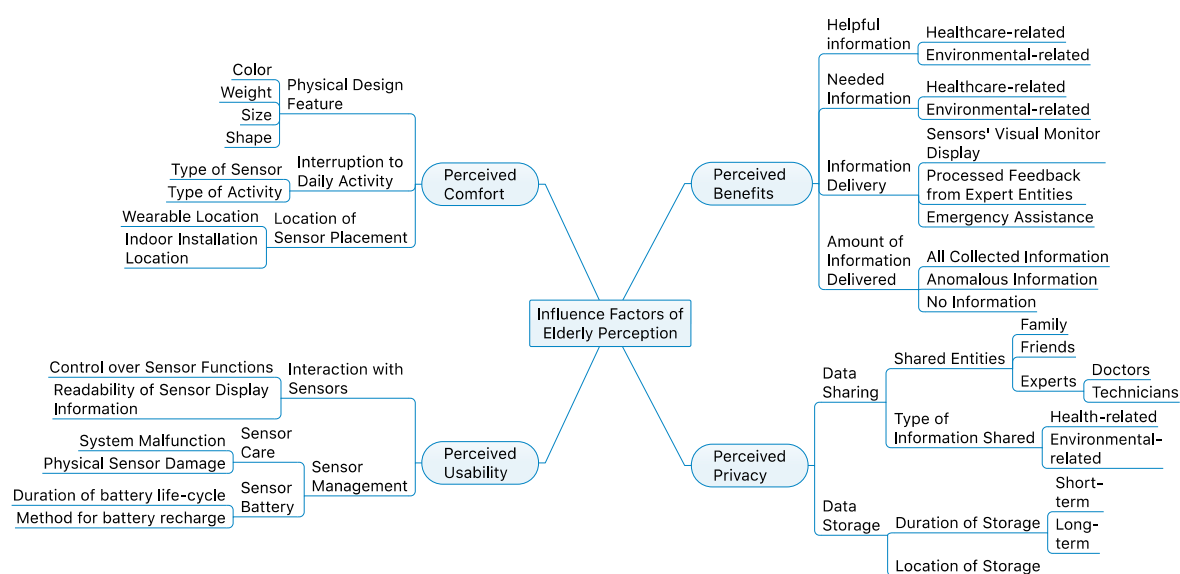 Influence Factors of
Elderly Perception
Perceived
Comfort
Physical Design
Feature
Color
Weight
Size
Shape
Interruption to
Daily Activity
Type of Sensor
Type of Activity
Location of
Sensor Placement
Wearable Location
Indoor Installation
Location
Perceived
Benefits
Helpful
information
Healthcare-related
Environmental-related
Needed
Information
Healthcare-related
Environmental-related
Information
Delivery
Sensors' Visual Monitor
Display
Processed Feedback
from Expert Entities
Emergency Assistance
Amount of
Information
Delivered
All Collected Information
Anomalous Information
No Information
Perceived
Usability
Interaction with
Sensors
Control over Sensor Functions
Readability of Sensor Display
Information
Sensor
Management
Sensor
Care
System Malfunction
Physical Sensor Damage
Sensor
Battery
Duration of battery life-cycle
Method for battery recharge
Perceived
Privacy
Data
Sharing
Shared Entities
Family
Friends
Experts
Doctors
Technicians
Type of
Information Shared
Health-related
Environmental-
related
Data
Storage
Duration of Storage
Short-
term
Long-
term
Location of Storage